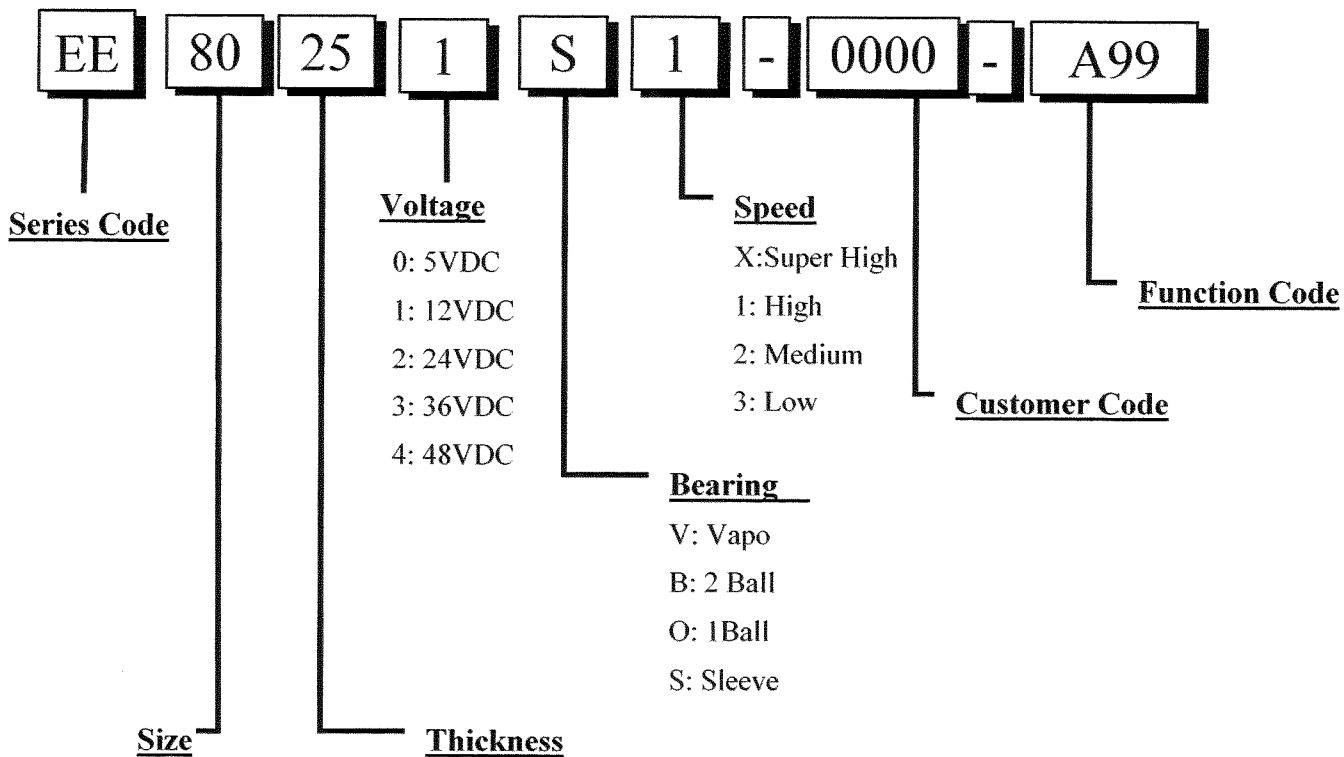 EE 80 25 1 S 1 - 0000 - A99
Series Code
Voltage
0: 5VDC
1: 12VDC
2: 24VDC
3: 36VDC
4: 48VDC
Speed
X:Super High
1: High
2: Medium
3: Low
Function Code
Customer Code
Bearing
V: Vapo
B: 2 Ball
O: 1Ball
S: Sleeve
Size
Thickness